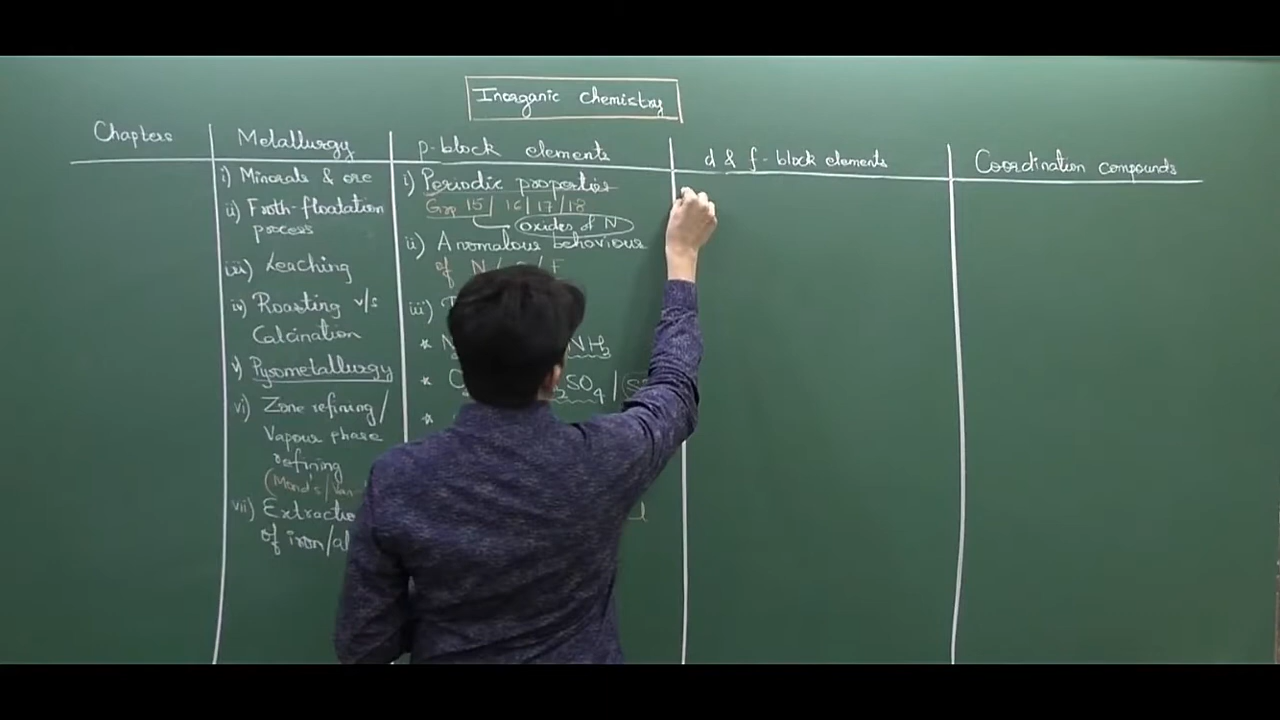 Inorganic chemistry
Chapters
Metallurgy
i) Minerals & ore
ii) Froth-floatation
process
iii) Leaching
iv) Roasting v/s
Calcination
v) Pyrometallurgy
vi) Zone refining/
Vapour phase
refining
(Mond's/Van-
vii) Extractio
of iron/al
p-block elements
i) Periodic properties
Grp 15/ 16/ 17/ 18
oxides of N
ii) Anomalous behaviour
of N/
iii)
* NH3
* SO4 /
*
d & f - block elements
Coordination compounds